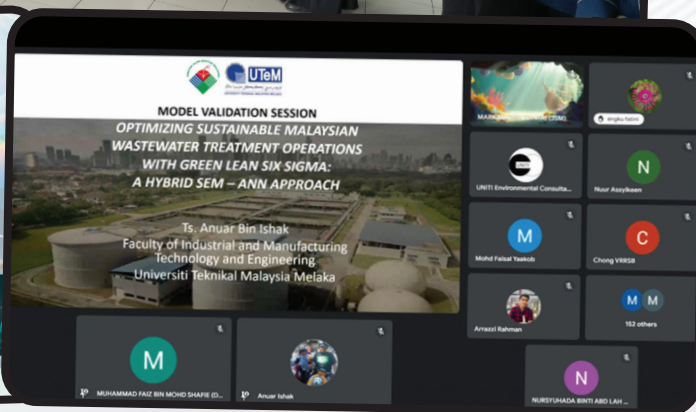 UTeM
MODEL VALIDATION SESSION
OPTIMIZING SUSTAINABLE MALAYSIAN
WASTEWATER TREATMENT OPERATIONS
WITH GREEN LEAN SIX SIGMA:
A HYBRID SEM – ANN APPROACH
Ts. Anuar Bin Ishak
Faculty of Industrial and Manufacturing
Technology and Engineering
Universiti Teknikal Malaysia Melaka
engku fatini
UNITI
UNITI Environmental Consulta...
N
Nuur Assyikeen
M
Mohd Faisal Yaakob
C
Chong VRRSB
Arrazzi Rahman
M M
152 others
M
MUHAMMAD FAIZ BIN MOHD SHAFIE (D...
Anuar Ishak
N
NURSYUHADA BINTI ABD LAH ...